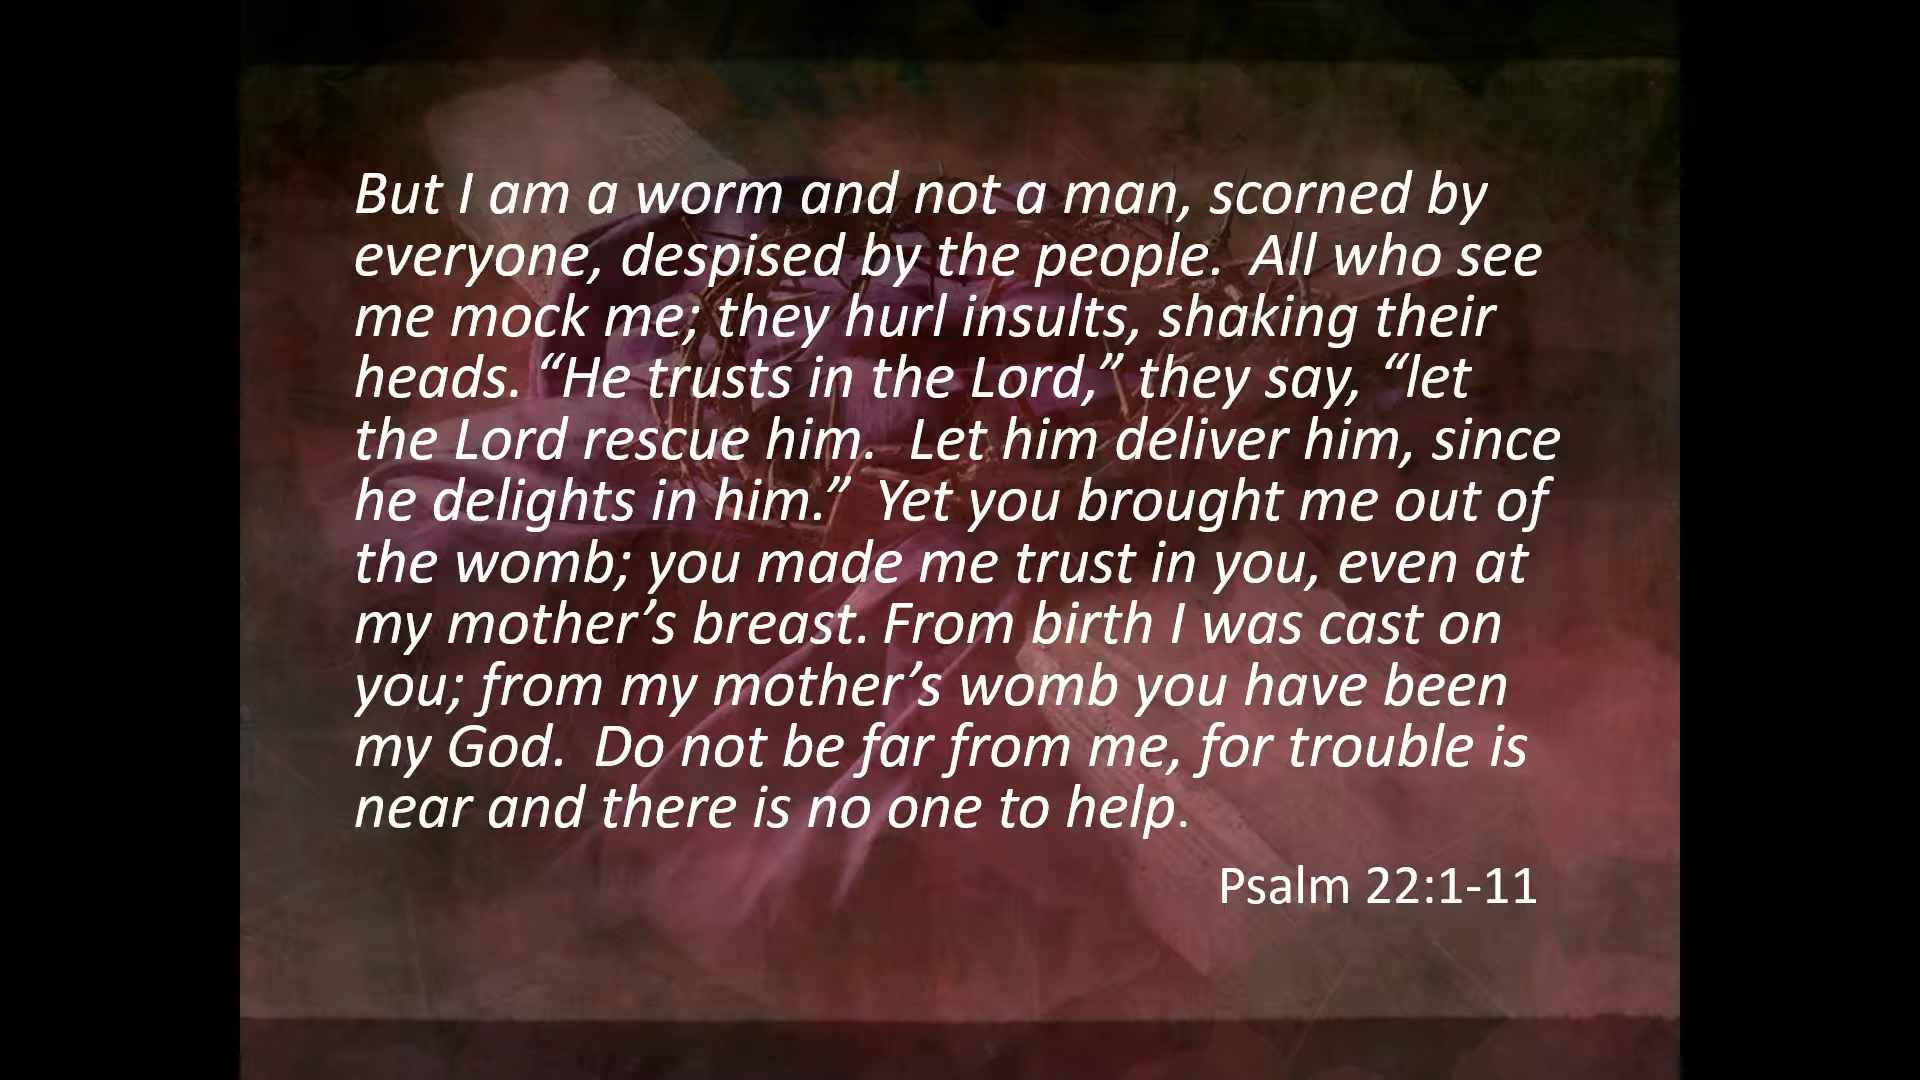 But I am a worm and not a man, scorned by
everyone, despised by the people.  All who see
me mock me; they hurl insults, shaking their
heads. “He trusts in the Lord,” they say, “let
the Lord rescue him.  Let him deliver him, since
he delights in him.”  Yet you brought me out of
the womb; you made me trust in you, even at
my mother’s breast. From birth I was cast on
you; from my mother’s womb you have been
my God.  Do not be far from me, for trouble is
near and there is no one to help.
Psalm 22:1-11